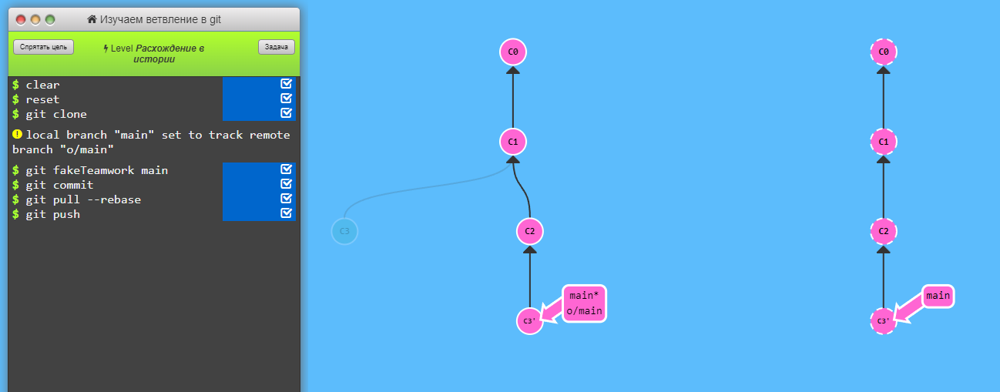 Изучаем ветвление в git
Спрятать цель
Level Расхождение в
истории
Задача
$ clear
$ reset
$ git clone
local branch "main" set to track remote
branch "o/main"
$ git fakeTeamwork main
$ git commit
$ git pull --rebase
$ git push
C0
C1
C3
C2
main*
o/main
C3'
C0
C1
C2
main
C3'